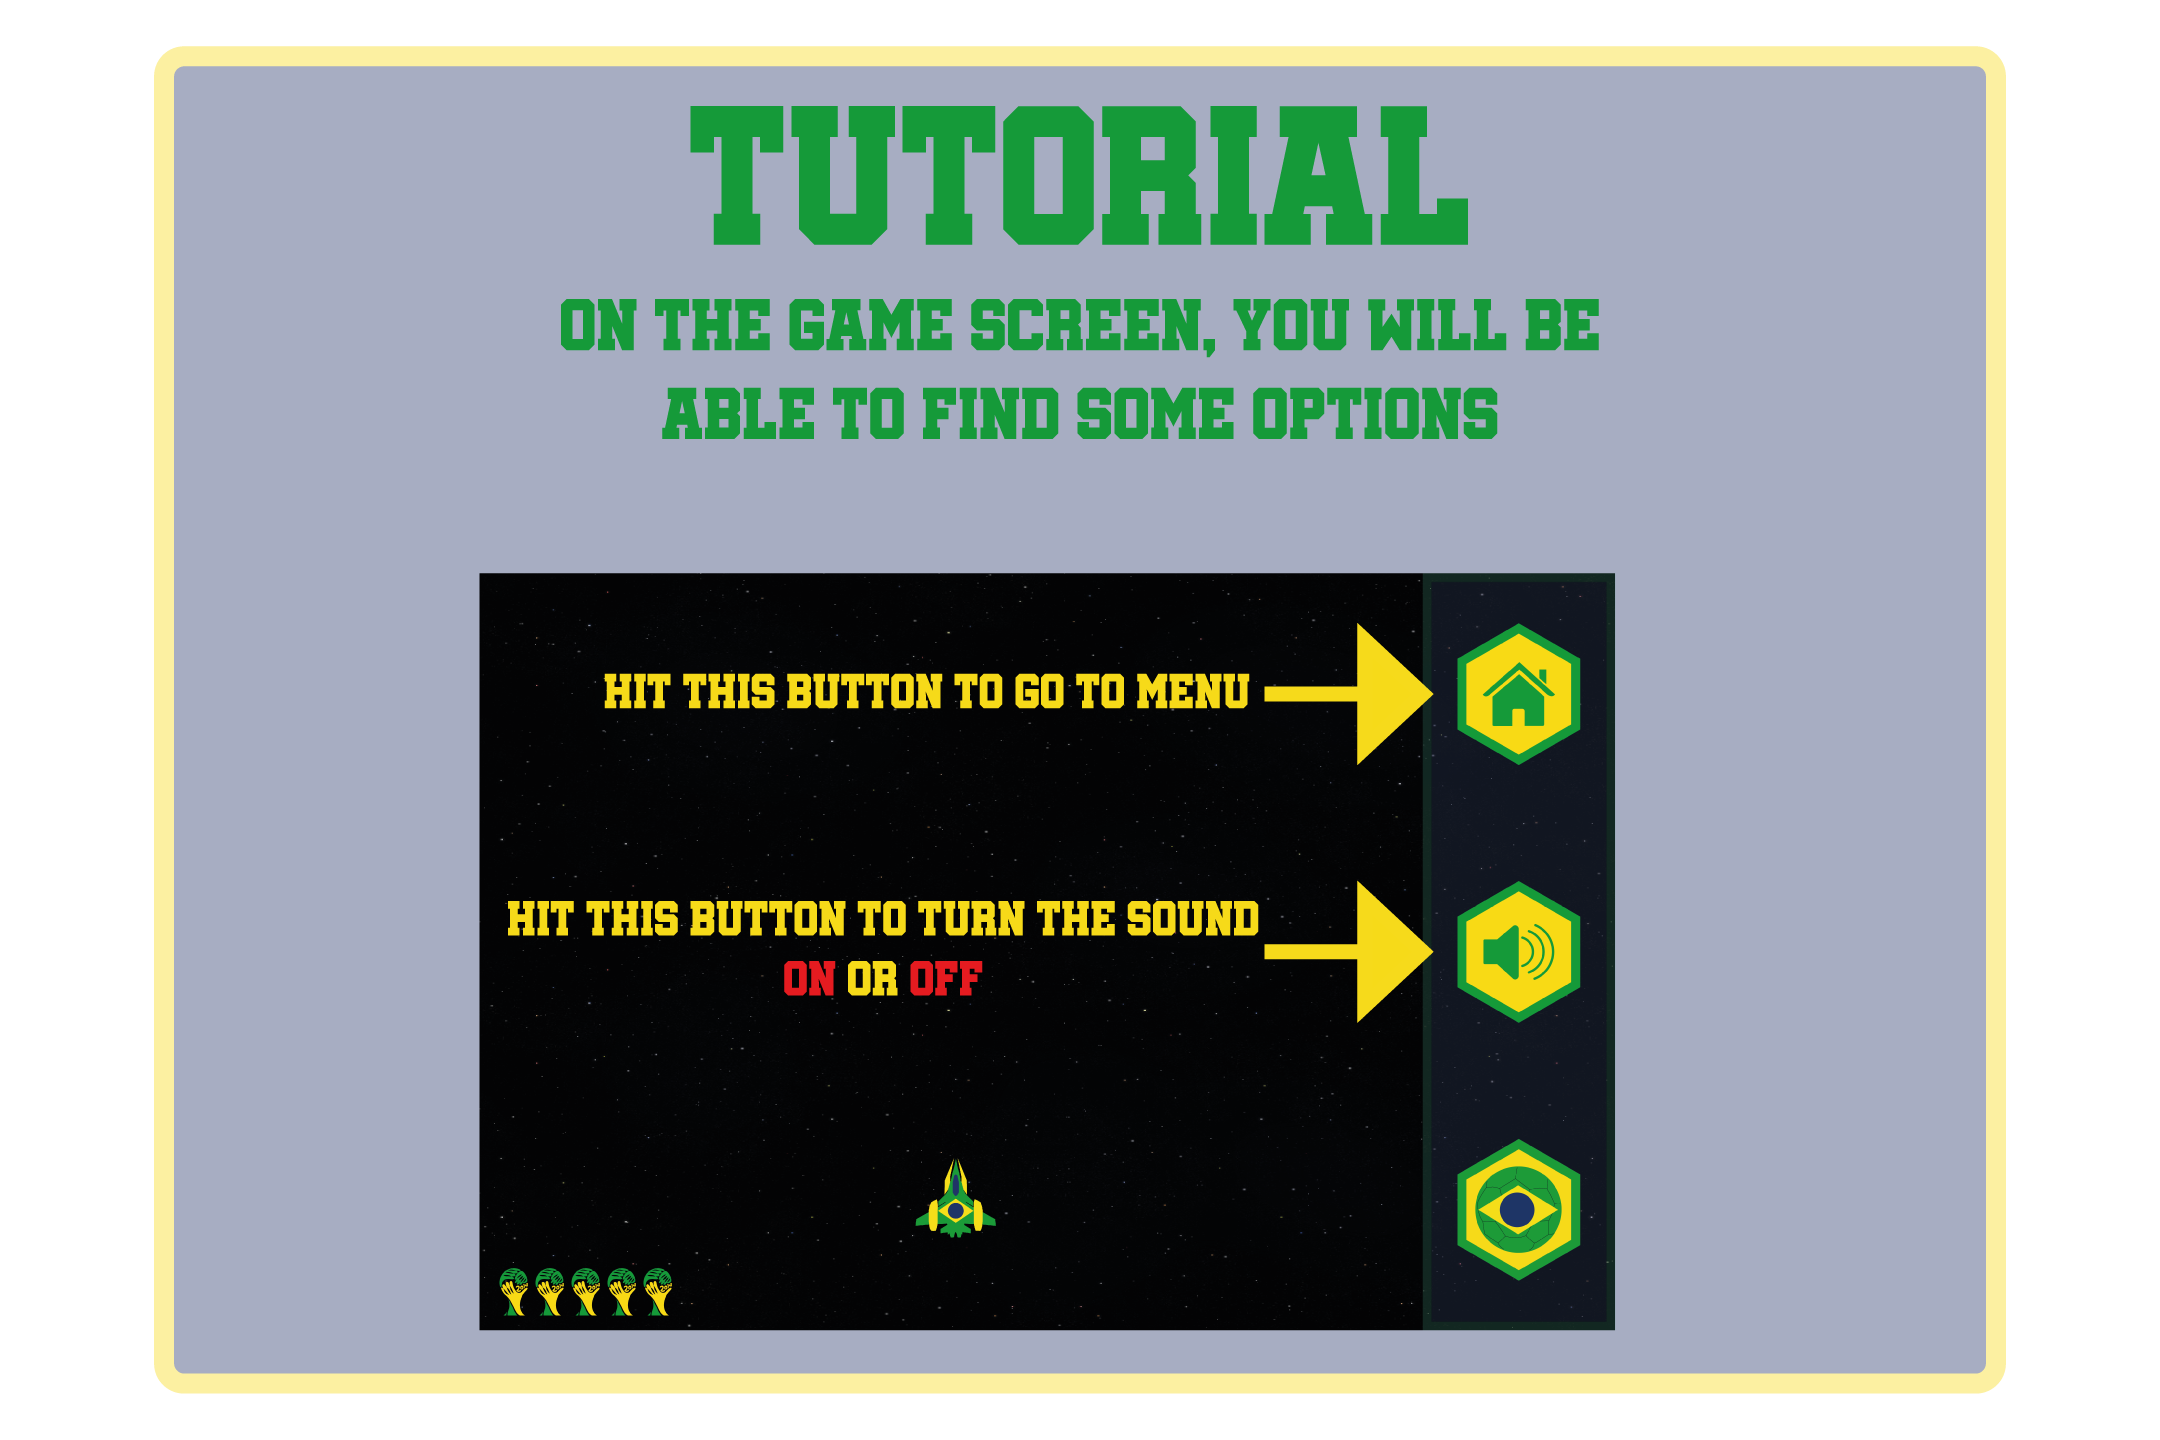 TUTORIAL
ON THE GAME SCREEN, YOU WILL BE
ABLE TO FIND SOME OPTIONS
HIT THIS BUTTON TO GO TO MENU
HIT THIS BUTTON TO TURN THE SOUND
ON OR OFF